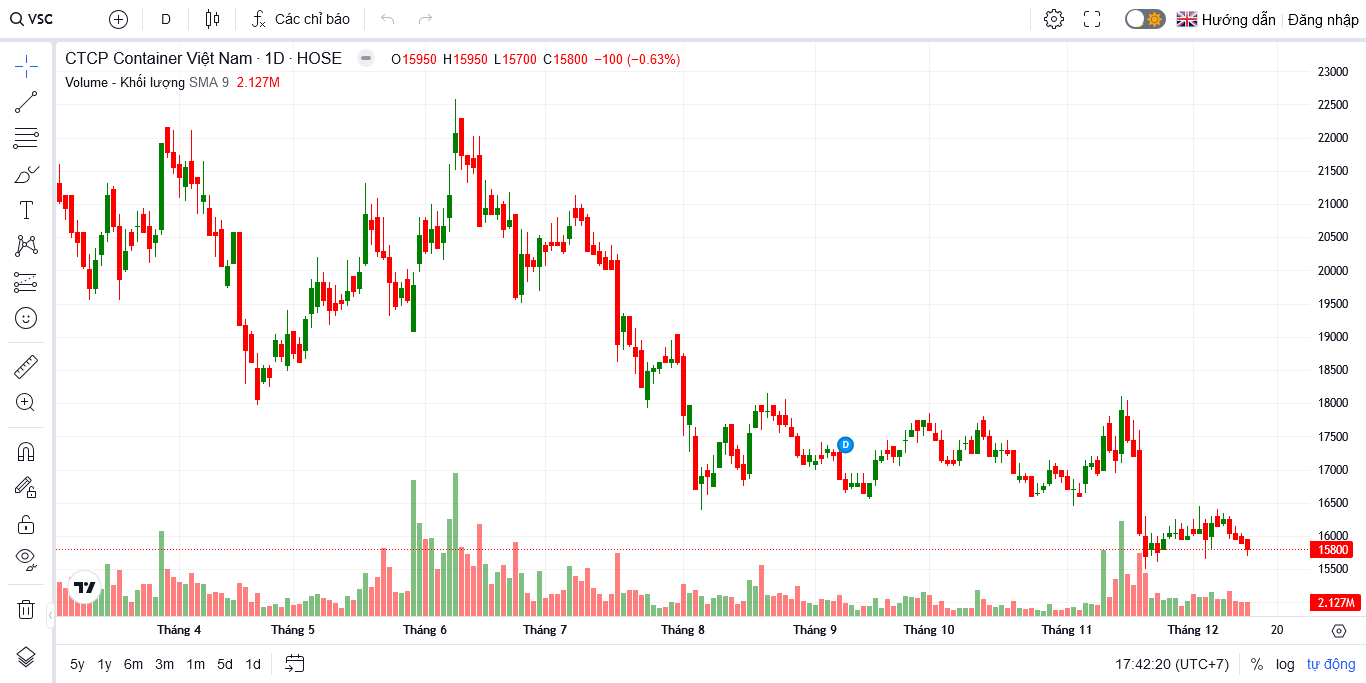 VSC D Các chỉ báo Hướng dẫn Đăng nhập
CTCP Container Việt Nam · 1D · HOSE O15950 H15950 L15700 C15800 −100 (−0.63%)
Volume - Khối lượng SMA 9 2.127M
23000
22500
22000
21500
21000
20500
20000
19500
19000
18500
18000
17500
D
17000
16500
16000
15800
15500
2.127M
Tháng 4 Tháng 5 Tháng 6 Tháng 7 Tháng 8 Tháng 9 Tháng 10 Tháng 11 Tháng 12 20
5y 1y 6m 3m 1m 5d 1d 17:42:20 (UTC+7) % log tự động